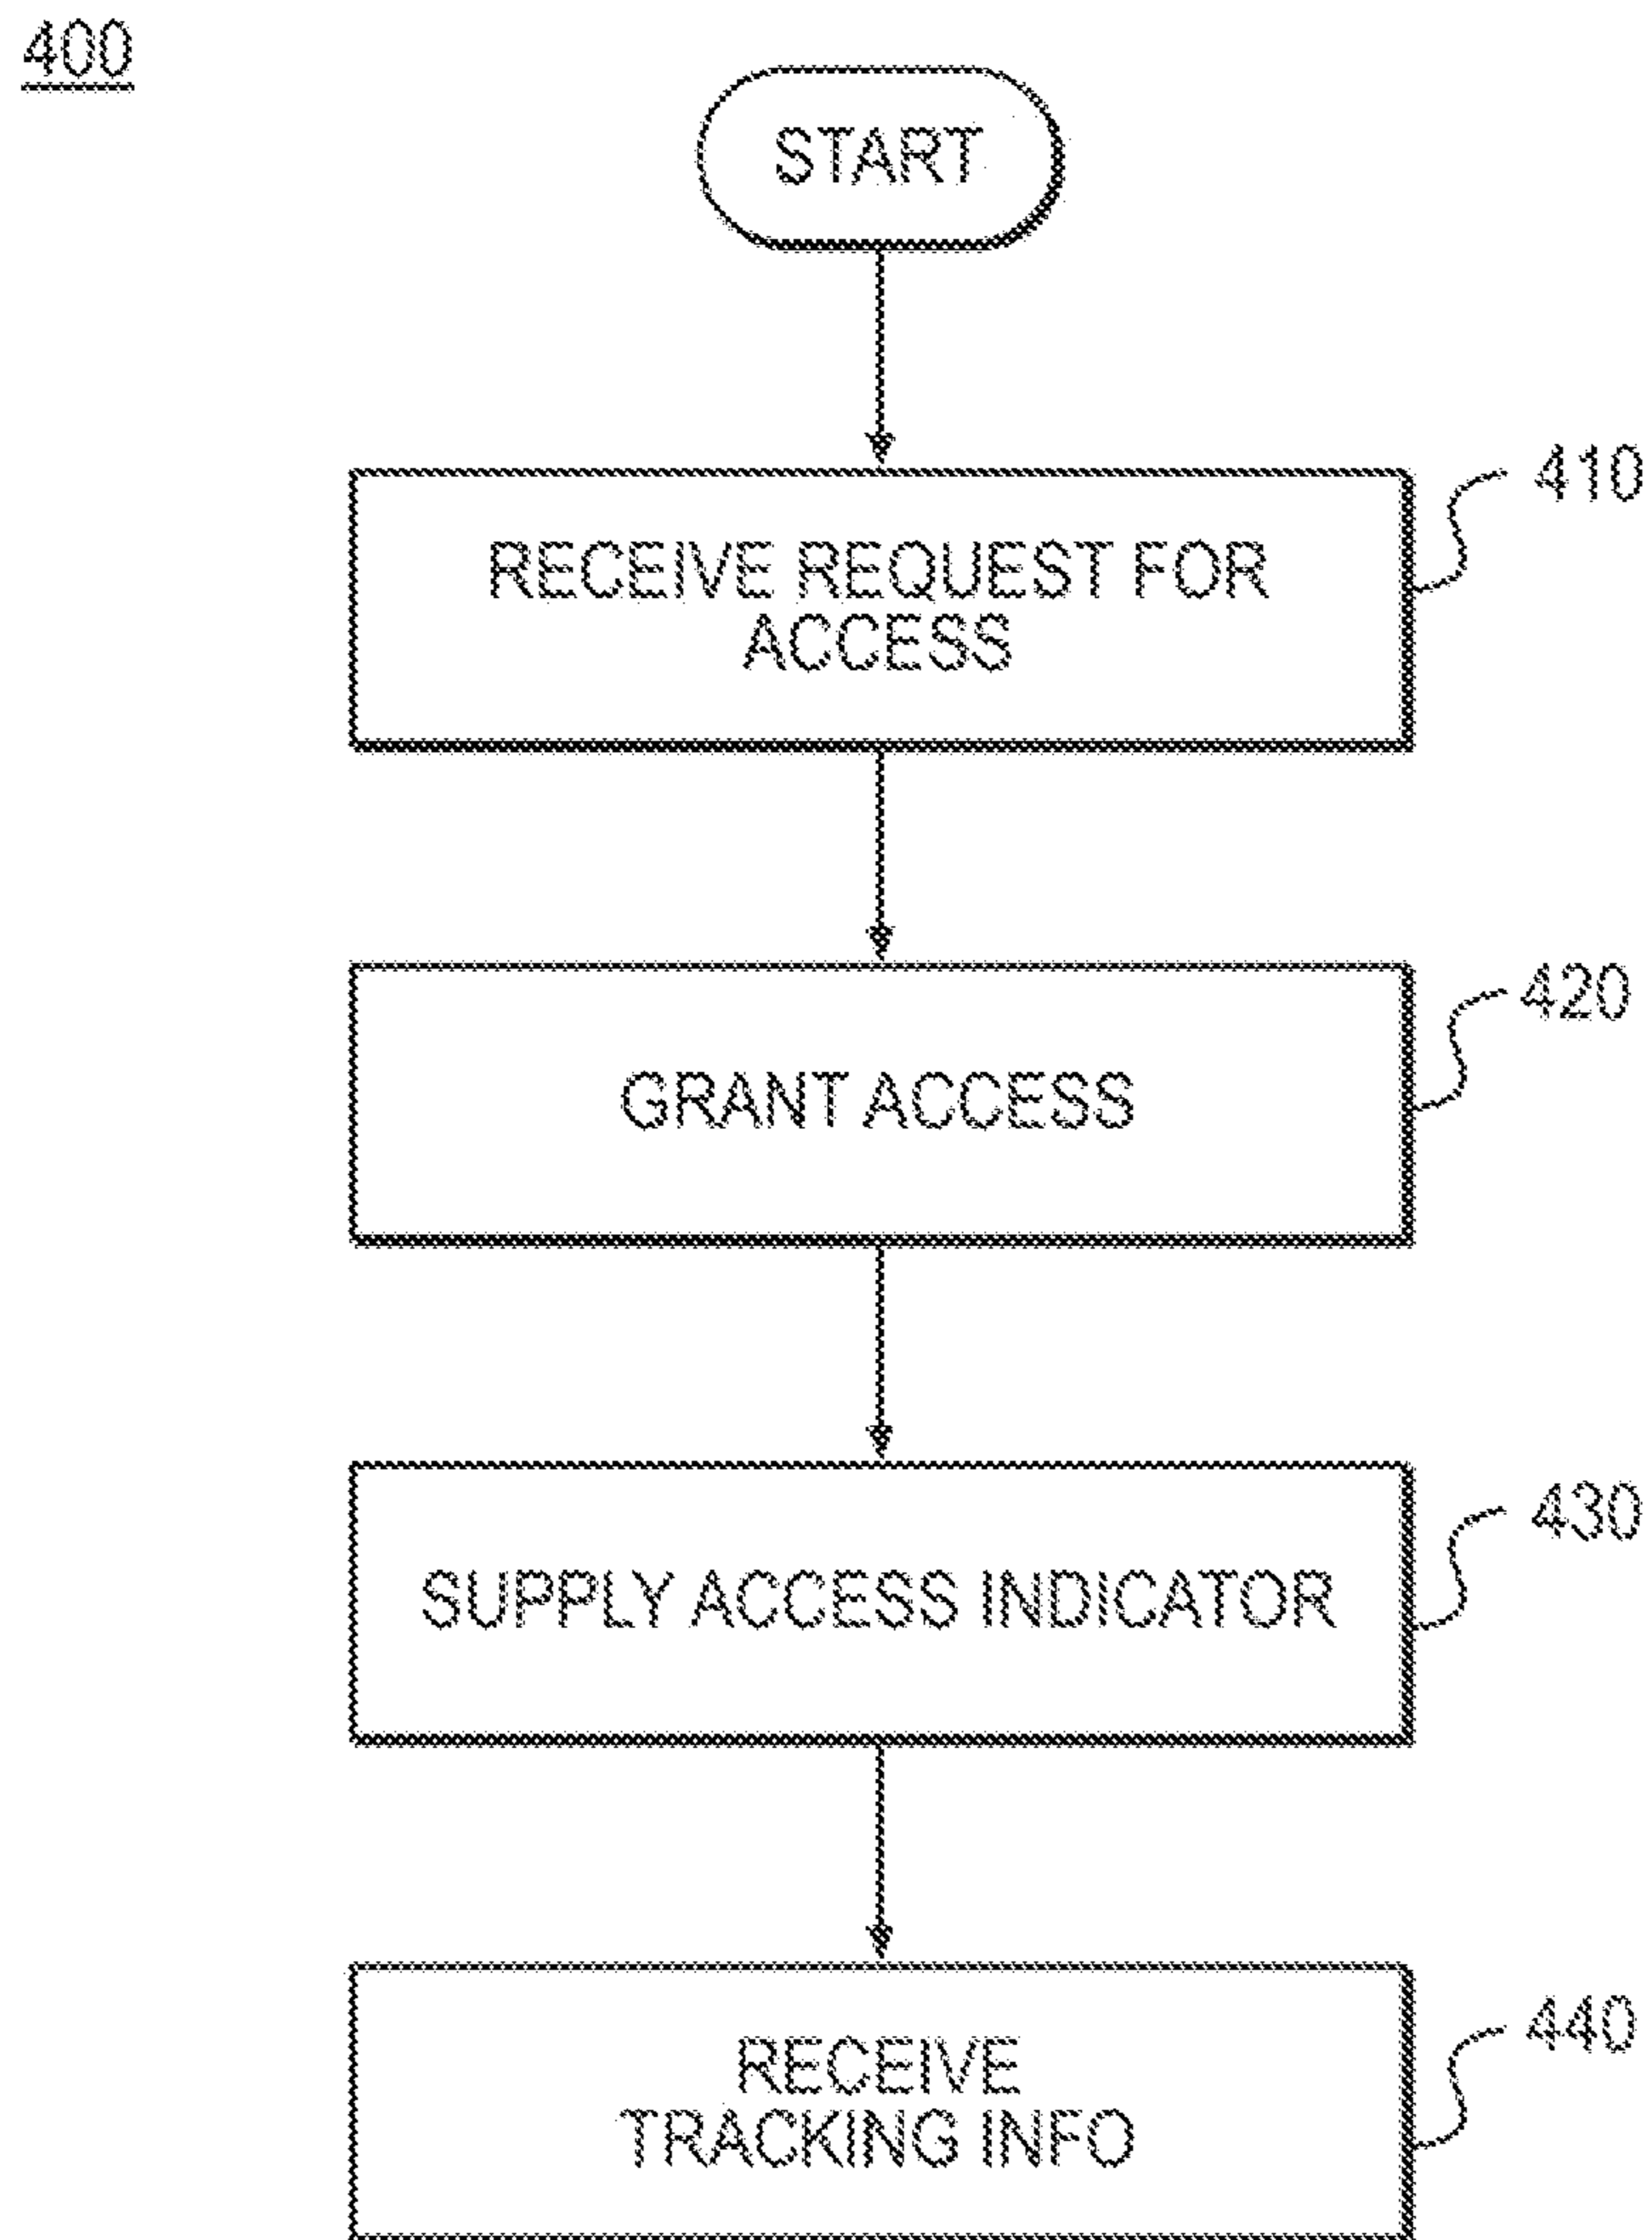 400
START
410
RECEIVE REQUEST FOR
ACCESS
420
GRANT ACCESS
430
SUPPLY ACCESS INDICATOR
440
RECEIVE
TRACKING INFO